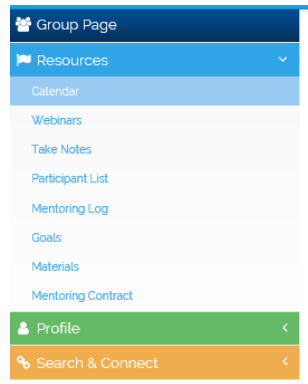 Group Page
Resources
Calendar
Webinars
Take Notes
Participant List
Mentoring Log
Goals
Materials
Mentoring Contract
Profile
Search & Connect